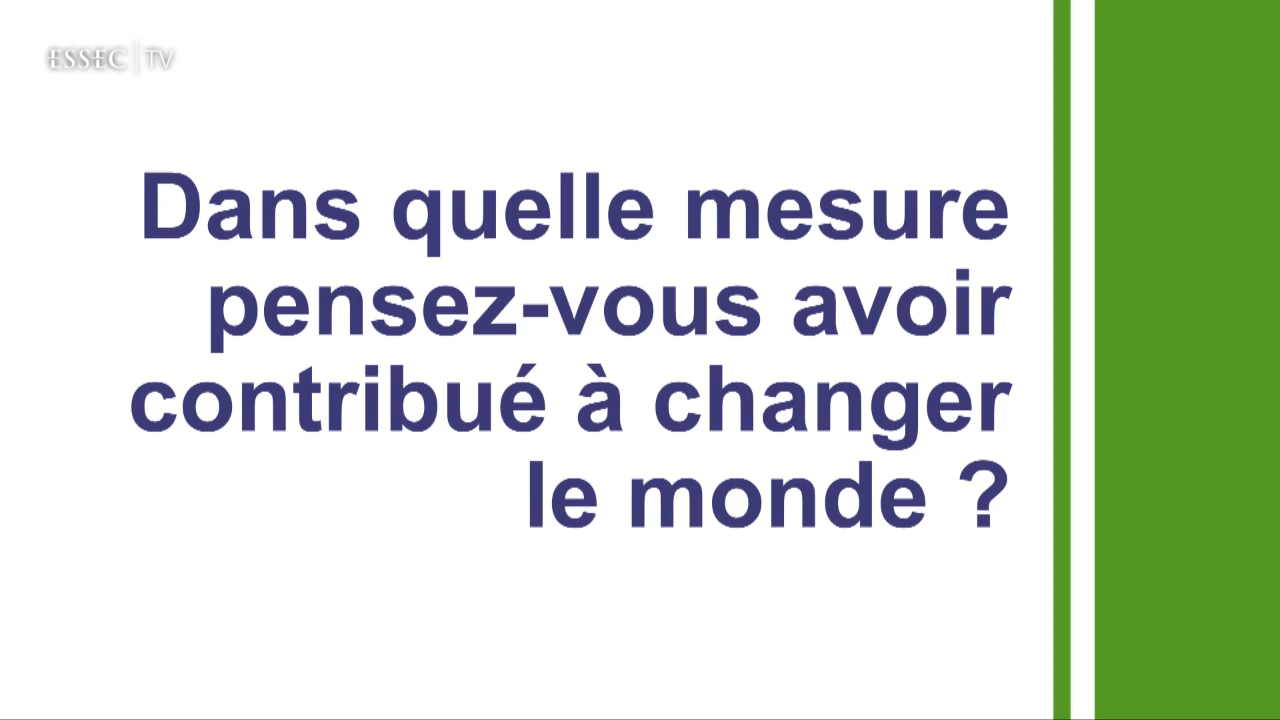 ESSEC | TV
Dans quelle mesure
pensez-vous avoir
contribué à changer
le monde ?